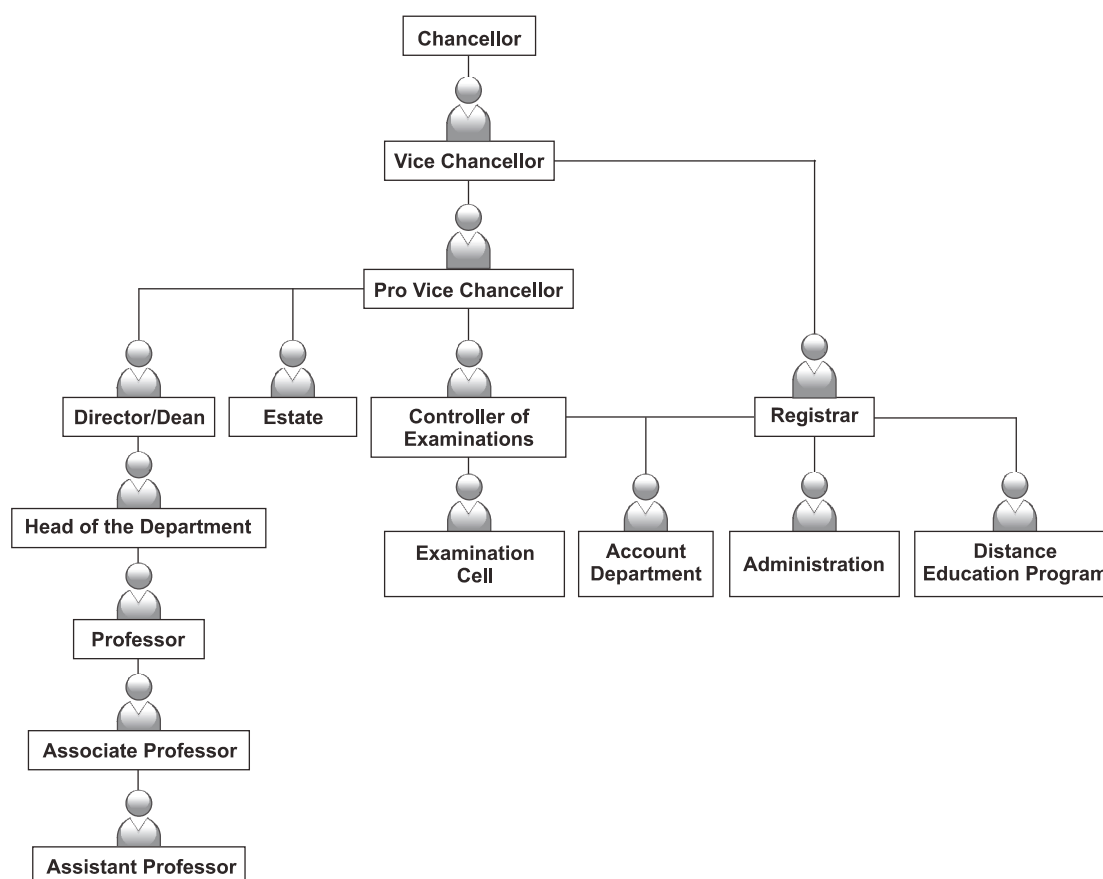 Chancellor
Vice Chancellor
Pro Vice Chancellor
Director/Dean
Estate
Controller of
Examinations
Registrar
Head of the Department
Examination
Cell
Account
Department
Administration
Distance
Education Program
Professor
Associate Professor
Assistant Professor